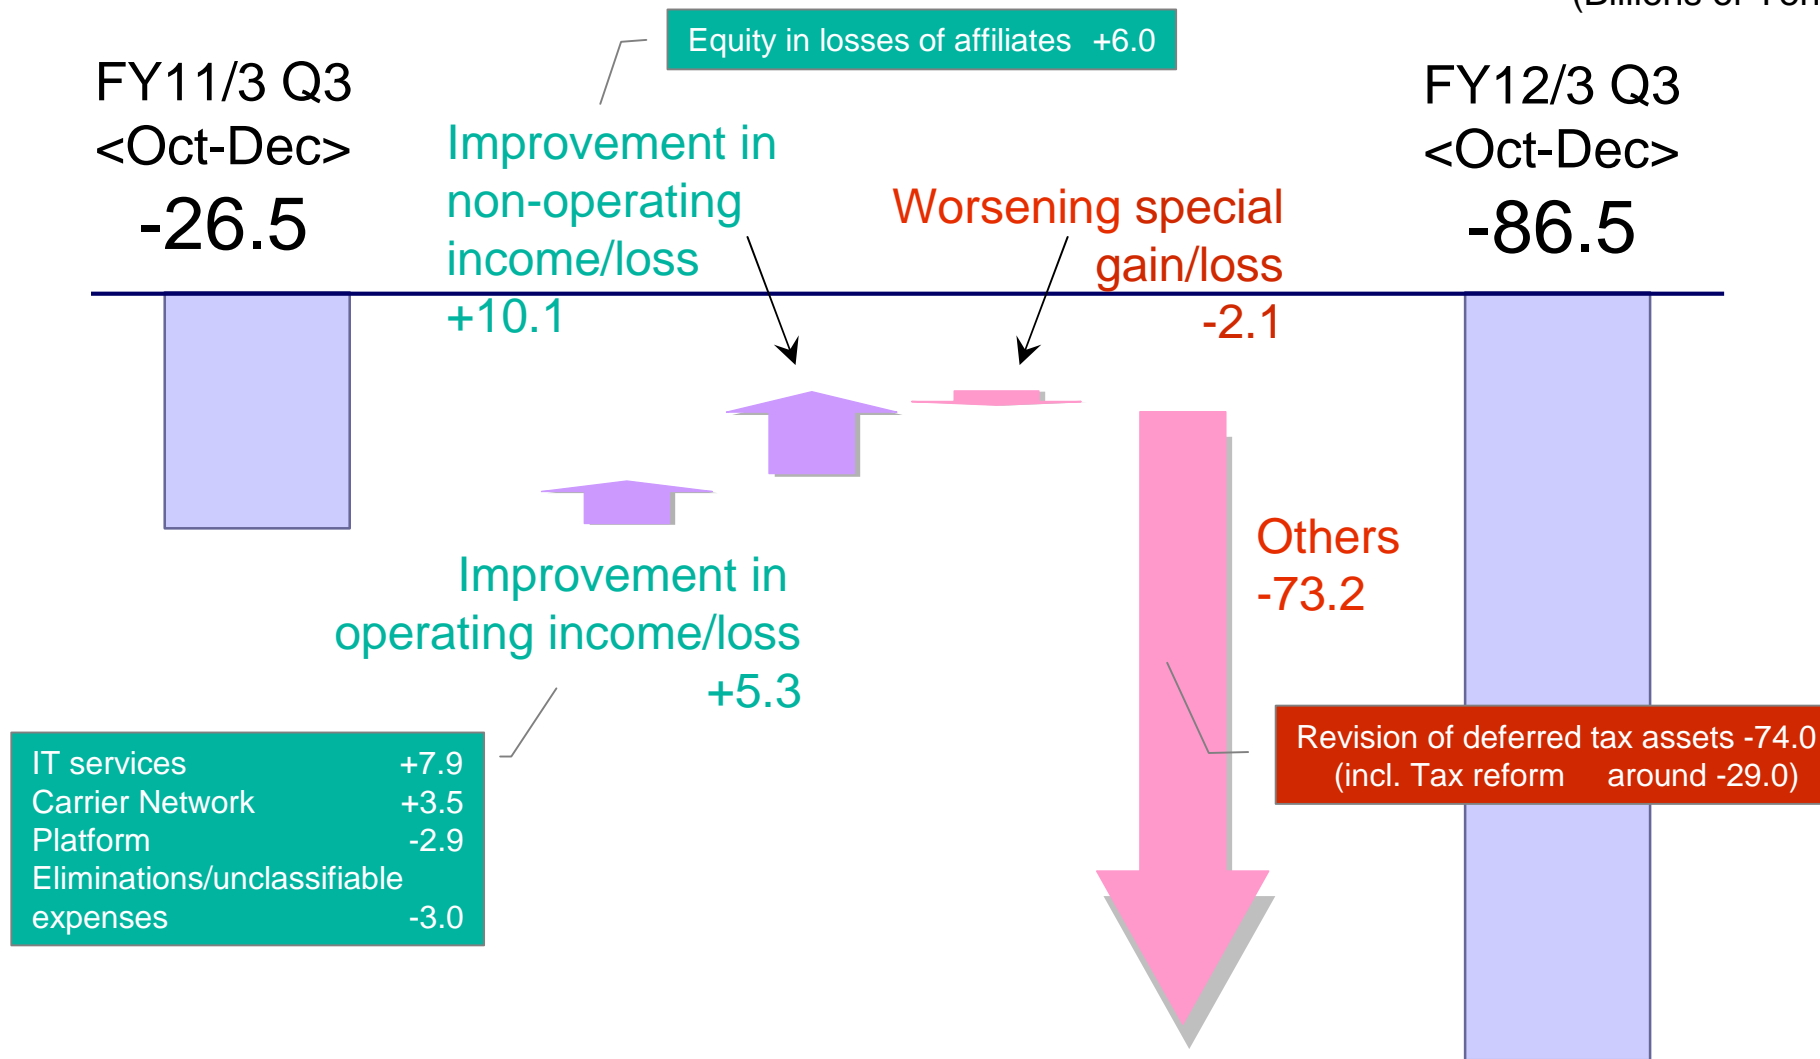 (Billions of Yen
Equity in losses of affiliates +6.0
FY11/3 Q3
<Oct-Dec>
-26.5
Improvement in
non-operating
income/loss
+10.1
Worsening special
gain/loss
-2.1
FY12/3 Q3
<Oct-Dec>
-86.5
Improvement in
operating income/loss
+5.3
Others
-73.2
IT services +7.9
Carrier Network +3.5
Platform -2.9
Eliminations/unclassifiable
expenses -3.0
Revision of deferred tax assets -74.0
(incl. Tax reform around -29.0)